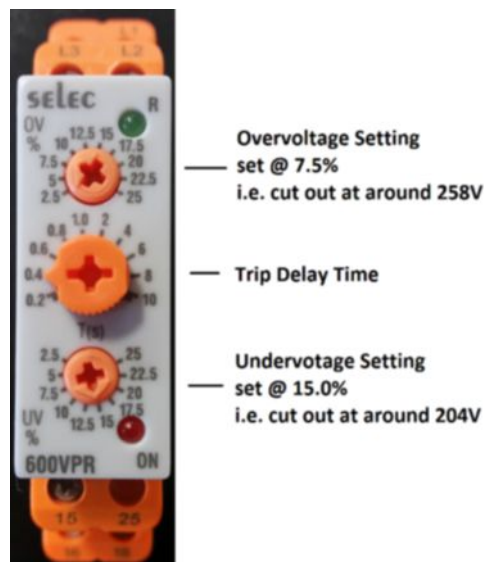 L1
L3 L2
selec
R
OV
%
2.5 5 7.5 10 12.5 15 17.5 20 22.5 25
0.2 0.4 0.6 0.8 1.0 2 4 6 8 10
T(s)
2.5 5 7.5 10 12.5 15 17.5 20 22.5 25
UV
%
600VPR ON
15 25
16 18
Overvoltage Setting
set @ 7.5%
i.e. cut out at around 258V
Trip Delay Time
Undervotage Setting
set @ 15.0%
i.e. cut out at around 204V